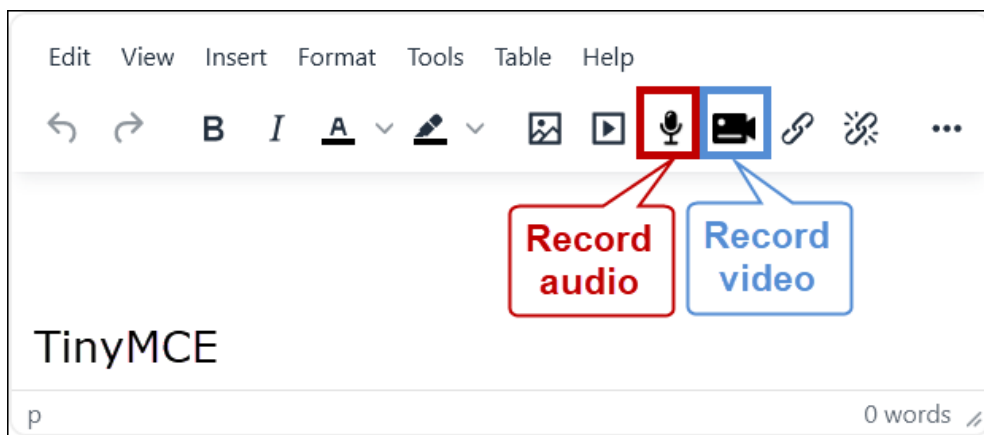 Edit View Insert Format Tools Table Help
B I A
Record
audio
Record
video
TinyMCE
p 0 words